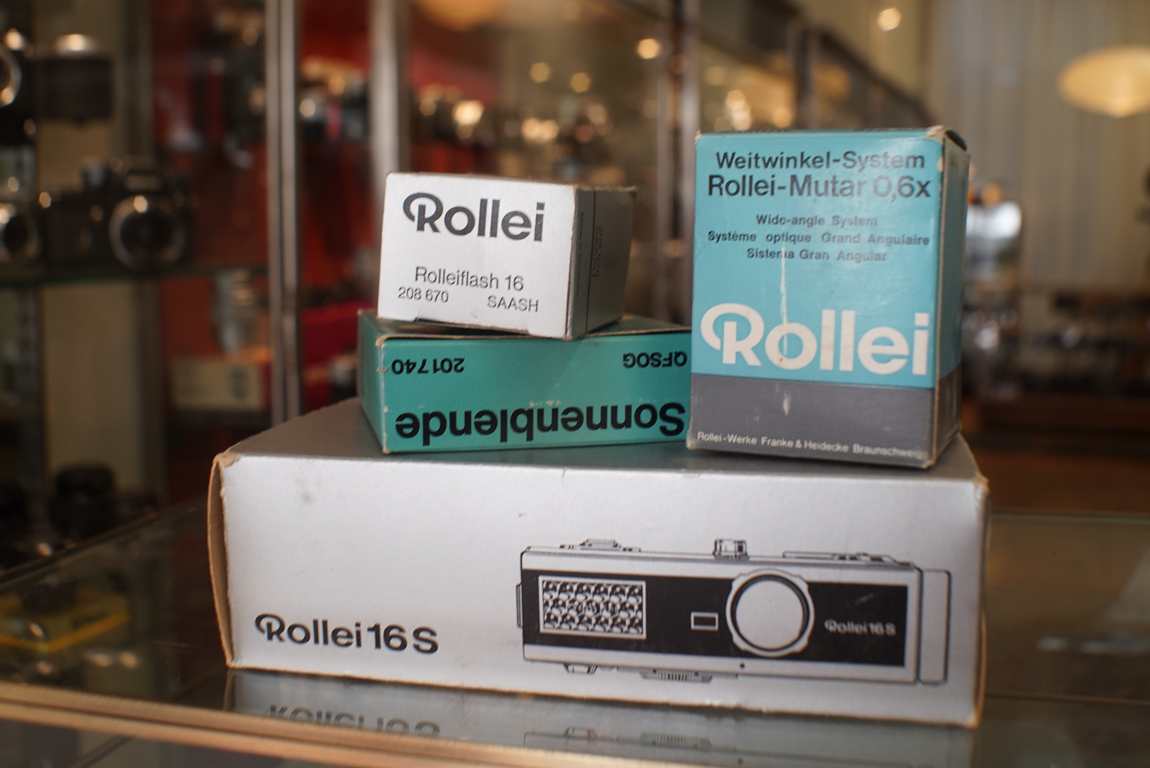 Rollei
Rolleiflash 16
208 670 SAASH
Weitwinkel-System
Rollei-Mutar 0,6x
Wide-angle System
Système optique Grand Angulaire
Sistema Gran Angular
Rollei
Rollei-Werke Franke & Heidecke Braunschweig
Sonnenblende
QFSOG 201740
Rollei 16 S
Rollei 16 S